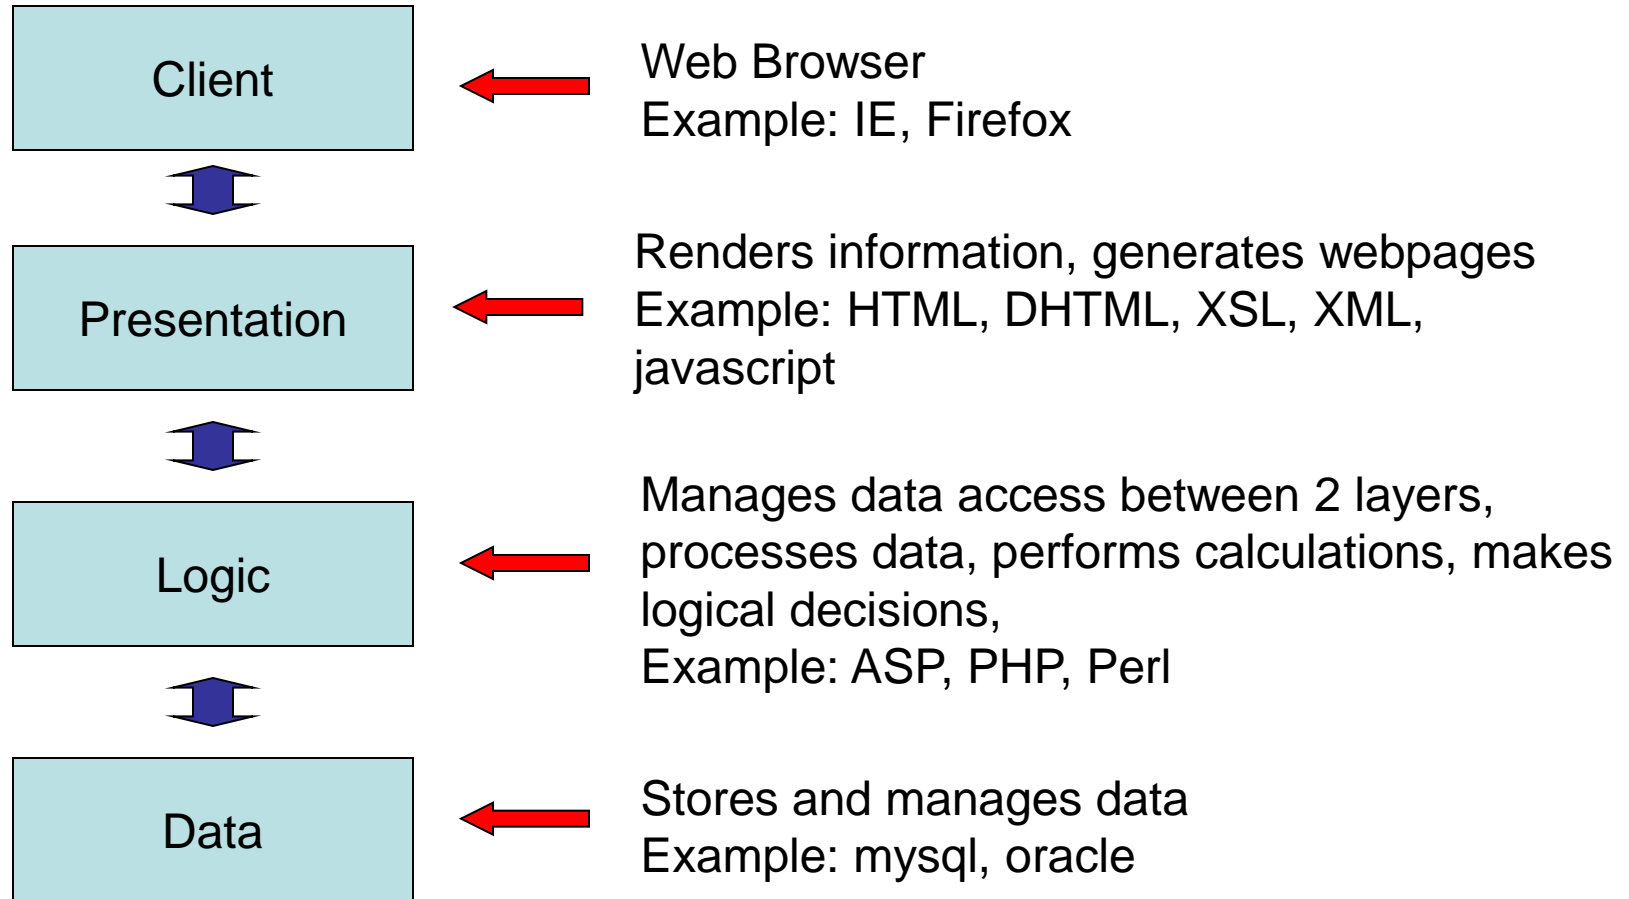 Client
Web Browser
Example: IE, Firefox
Presentation
Renders information, generates webpages
Example: HTML, DHTML, XSL, XML,
javascript
Logic
Manages data access between 2 layers,
processes data, performs calculations, makes
logical decisions,
Example: ASP, PHP, Perl
Data
Stores and manages data
Example: mysql, oracle